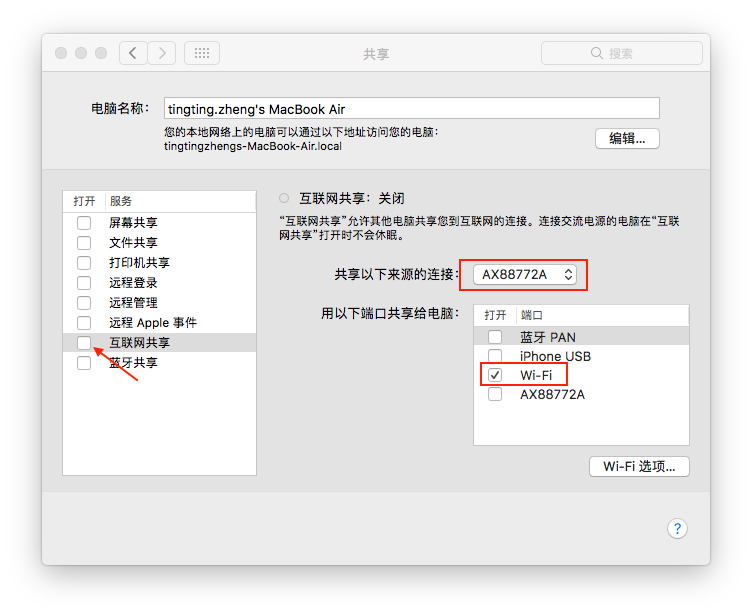 共享
搜索
电脑名称：
tingting.zheng's MacBook Air
您的本地网络上的电脑可以通过以下地址访问您的电脑：
tingtingzhengs-MacBook-Air.local
编辑...
打开 服务
屏幕共享
文件共享
打印机共享
远程登录
远程管理
远程 Apple 事件
互联网共享
蓝牙共享
互联网共享：关闭
“互联网共享”允许其他电脑共享您到互联网的连接。连接交流电源的电脑在“互联
网共享”打开时不会休眠。
共享以下来源的连接：
AX88772A
用以下端口共享给电脑：
打开 端口
蓝牙 PAN
iPhone USB
Wi-Fi
AX88772A
Wi-Fi 选项...
?